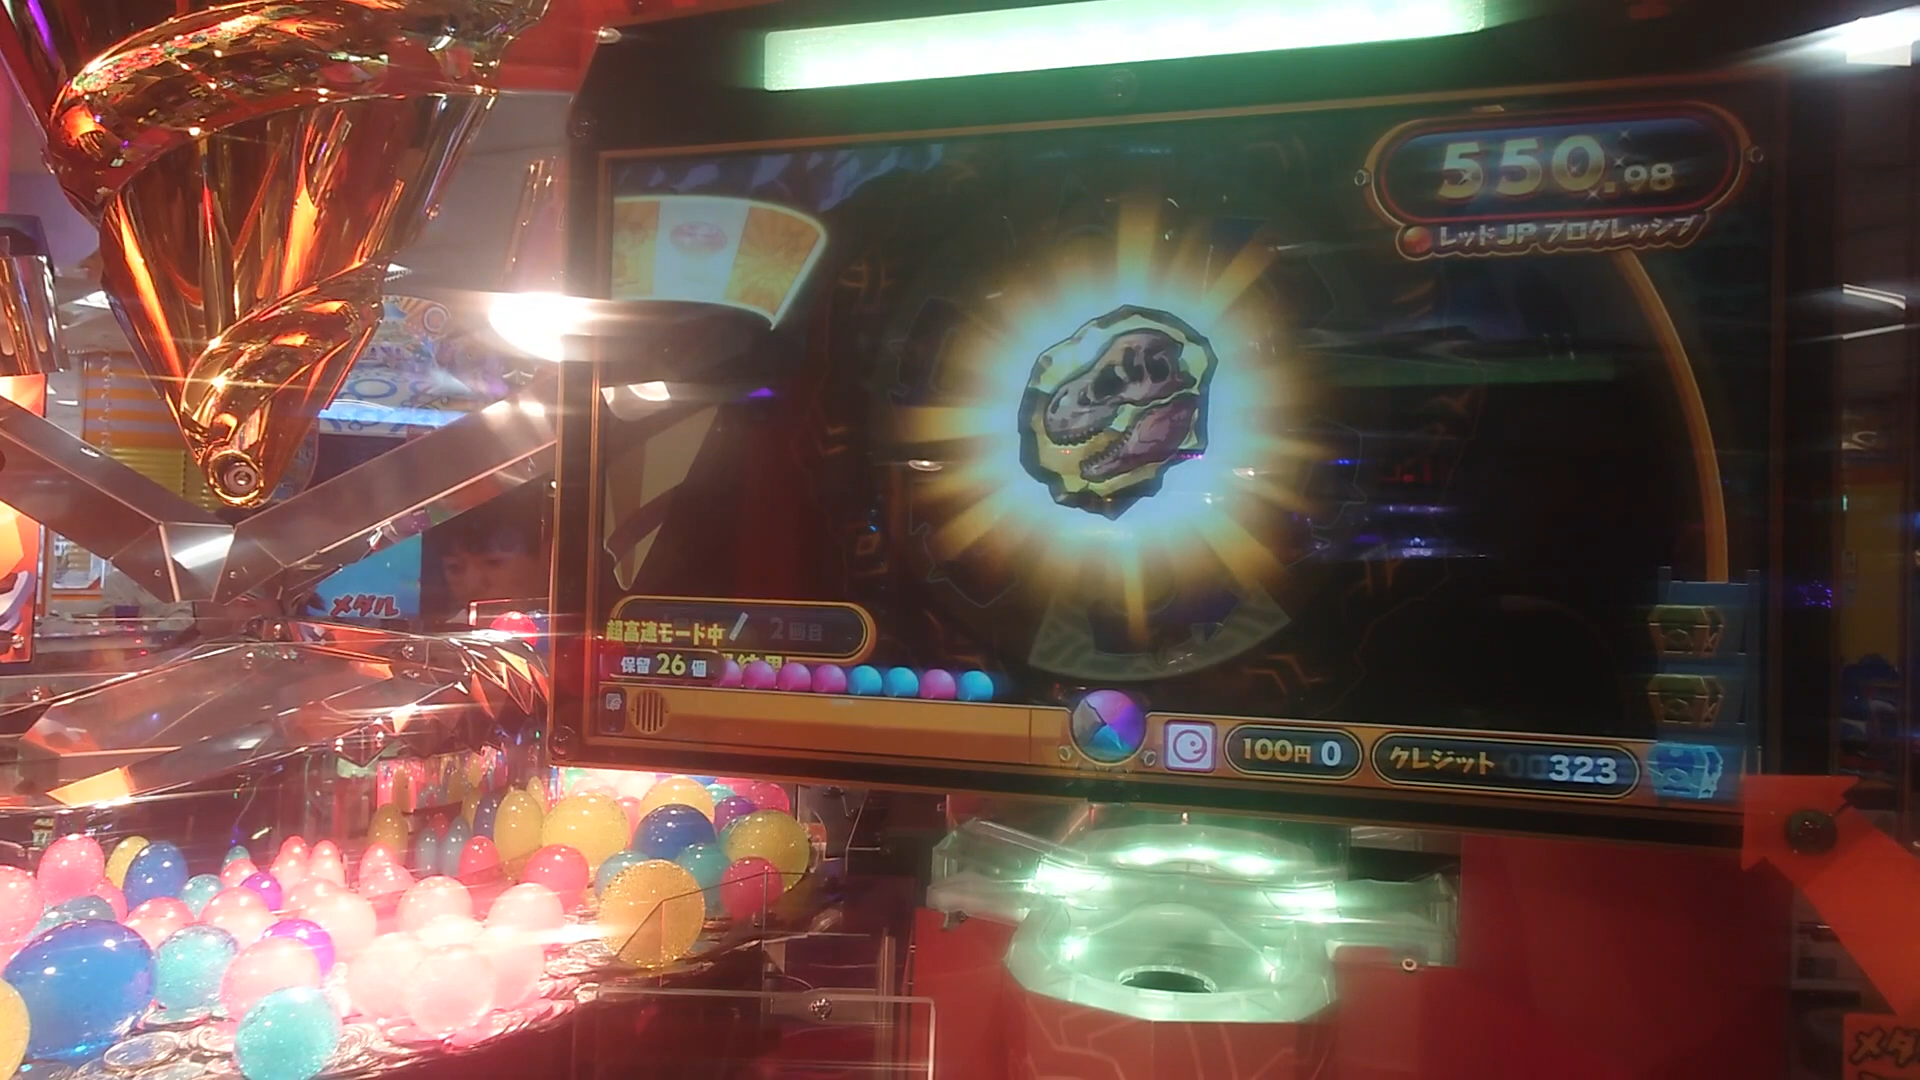 550.98
レッドJP プログレッシブ
メダル
超高速モード中
2回目
保留 26 個
100円 0
クレジット 323